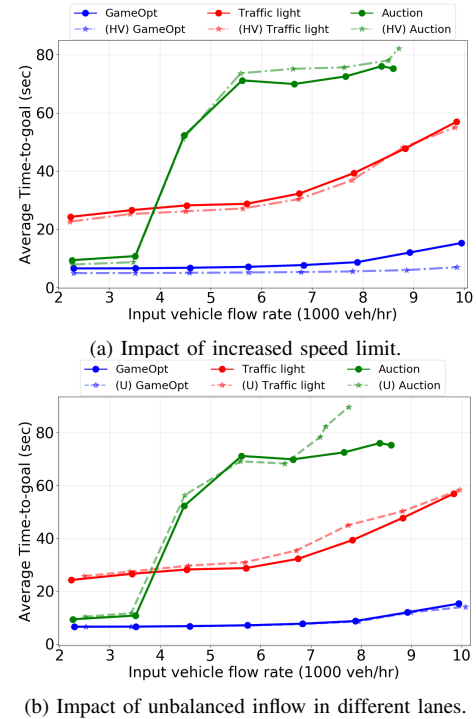 GameOpt Traffic light Auction
(HV) GameOpt (HV) Traffic light (HV) Auction
80
60
40
20
0
Average Time-to-goal (sec)
2 3 4 5 6 7 8 9 10
Input vehicle flow rate (1000 veh/hr)
(a) Impact of increased speed limit.
GameOpt Traffic light Auction
(U) GameOpt (U) Traffic light (U) Auction
80
60
40
20
0
Average Time-to-goal (sec)
2 3 4 5 6 7 8 9 10
Input vehicle flow rate (1000 veh/hr)
(b) Impact of unbalanced inflow in different lanes.